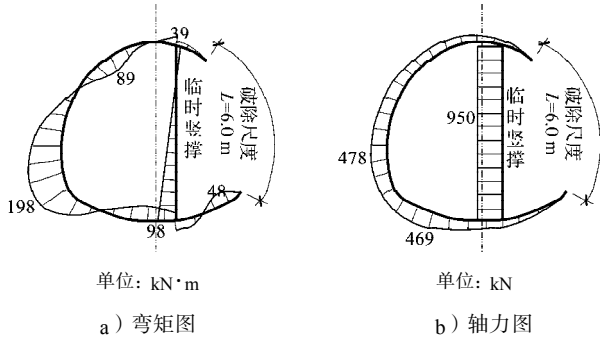 39
89
临时竖撑
破除尺度
L=6.0 m
198
98
48
单位: kN·m
a）弯矩图
950
临时竖撑
破除尺度
L=6.0 m
478
469
单位: kN
b）轴力图